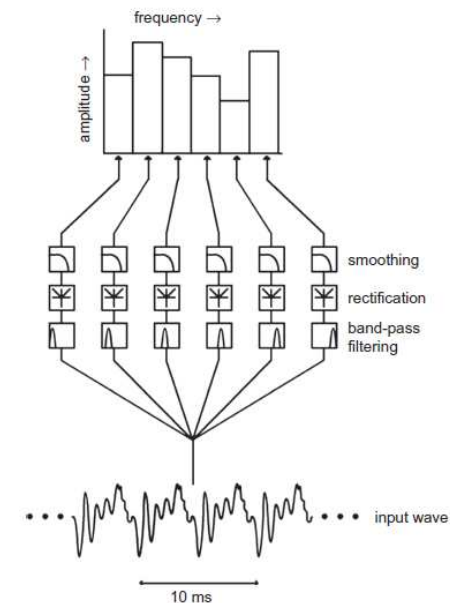 frequency →
amplitude →
smoothing
rectification
band-pass
filtering
input wave
10 ms